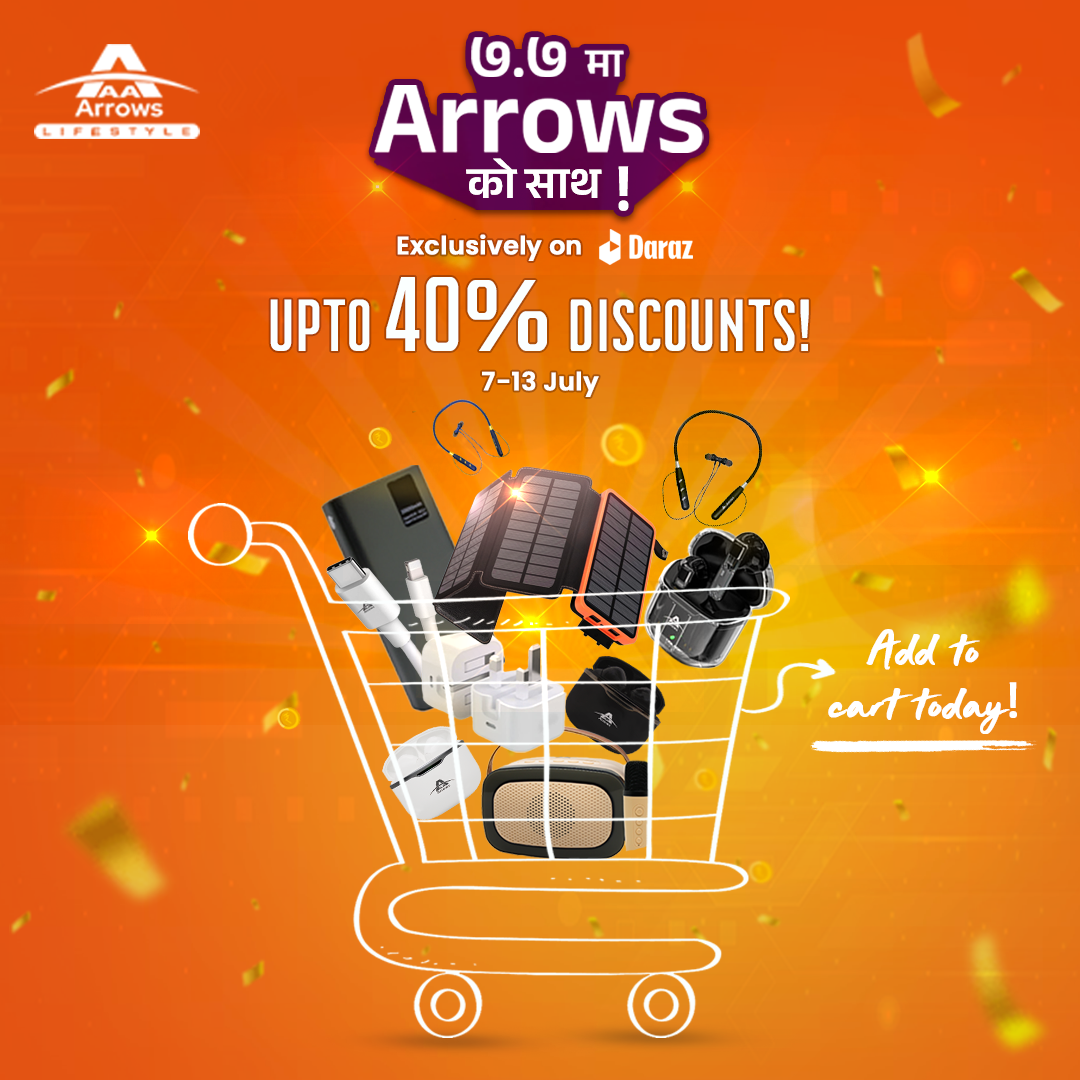 Arrows
LIFESTYLE
७.७ मा
Arrows
को साथ !
Exclusively on Daraz
UPTO 40% DISCOUNTS!
7-13 July
Add to
cart today!